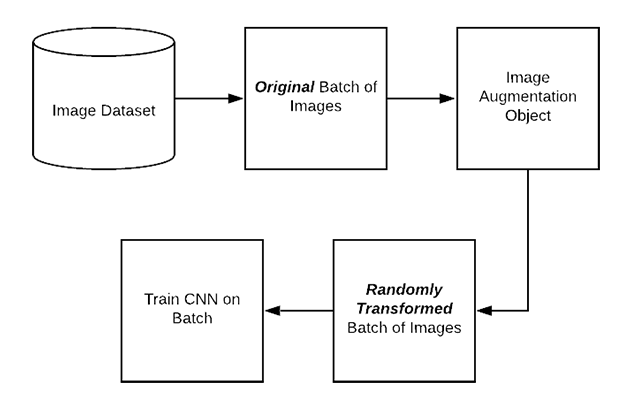 Image Dataset
Original Batch of
Images
Image
Augmentation
Object
Randomly
Transformed
Batch of Images
Train CNN on
Batch